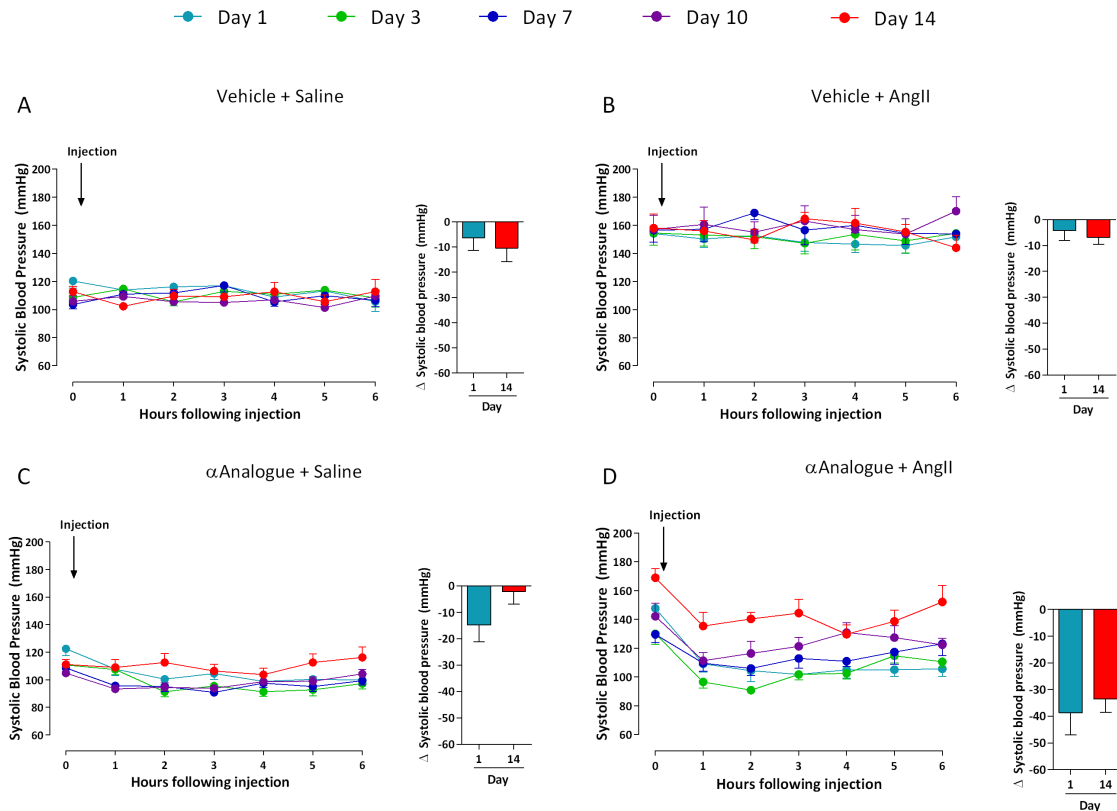 Day 1 Day 3 Day 7 Day 10 Day 14
A
Vehicle + Saline
Injection
Systolic Blood Pressure (mmHg)
200
180
160
140
120
100
80
60
0 1 2 3 4 5 6
Hours following injection
Δ Systolic blood pressure (mmHg)
0
-10
-20
-30
-40
-50
-60
1 14
Day
B
Vehicle + AngII
Injection
Systolic Blood Pressure (mmHg)
200
180
160
140
120
100
80
60
0 1 2 3 4 5 6
Hours following injection
Δ Systolic blood pressure (mmHg)
0
-10
-20
-30
-40
-50
-60
1 14
Day
C
αAnalogue + Saline
Injection
Systolic Blood Pressure (mmHg)
200
180
160
140
120
100
80
60
0 1 2 3 4 5 6
Hours following injection
Δ Systolic blood pressure (mmHg)
0
-10
-20
-30
-40
-50
-60
1 14
Day
D
αAnalogue + AngII
Injection
Systolic Blood Pressure (mmHg)
200
180
160
140
120
100
80
60
0 1 2 3 4 5 6
Hours following injection
Δ Systolic blood pressure (mmHg)
0
-10
-20
-30
-40
-50
-60
1 14
Day